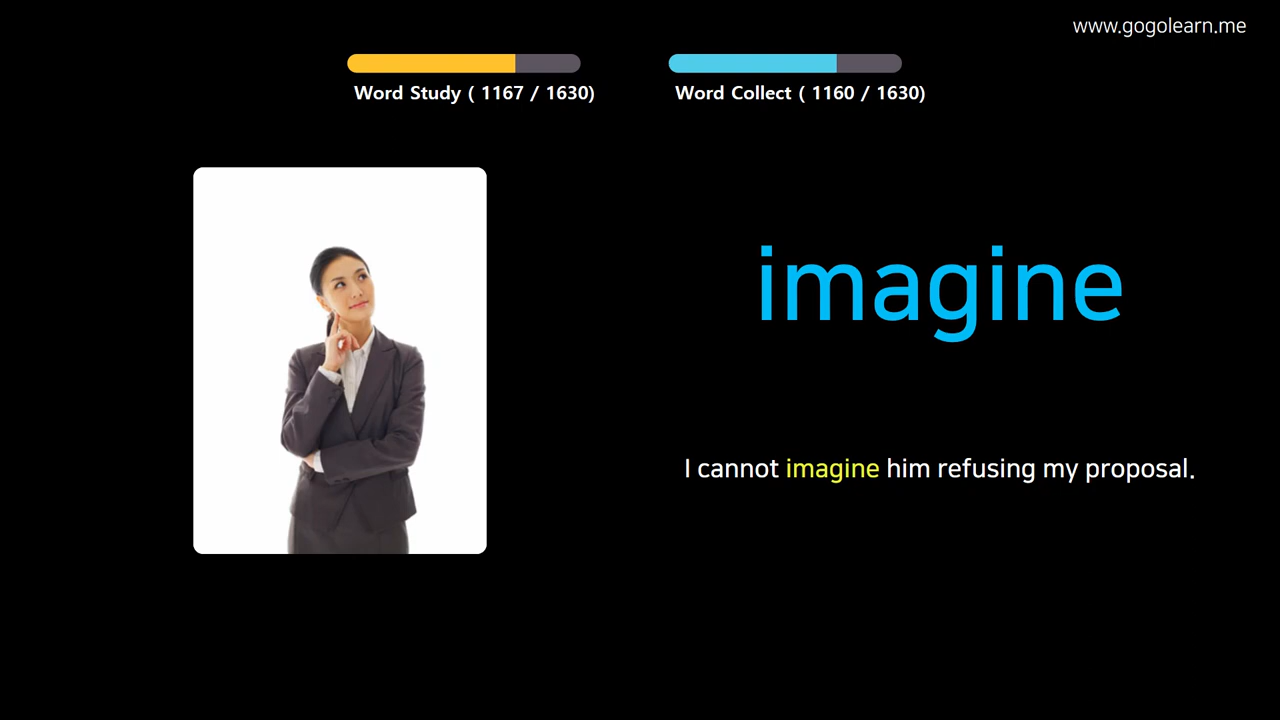 www.gogolearn.me
Word Study ( 1167 / 1630)
Word Collect ( 1160 / 1630)
imagine
I cannot imagine him refusing my proposal.